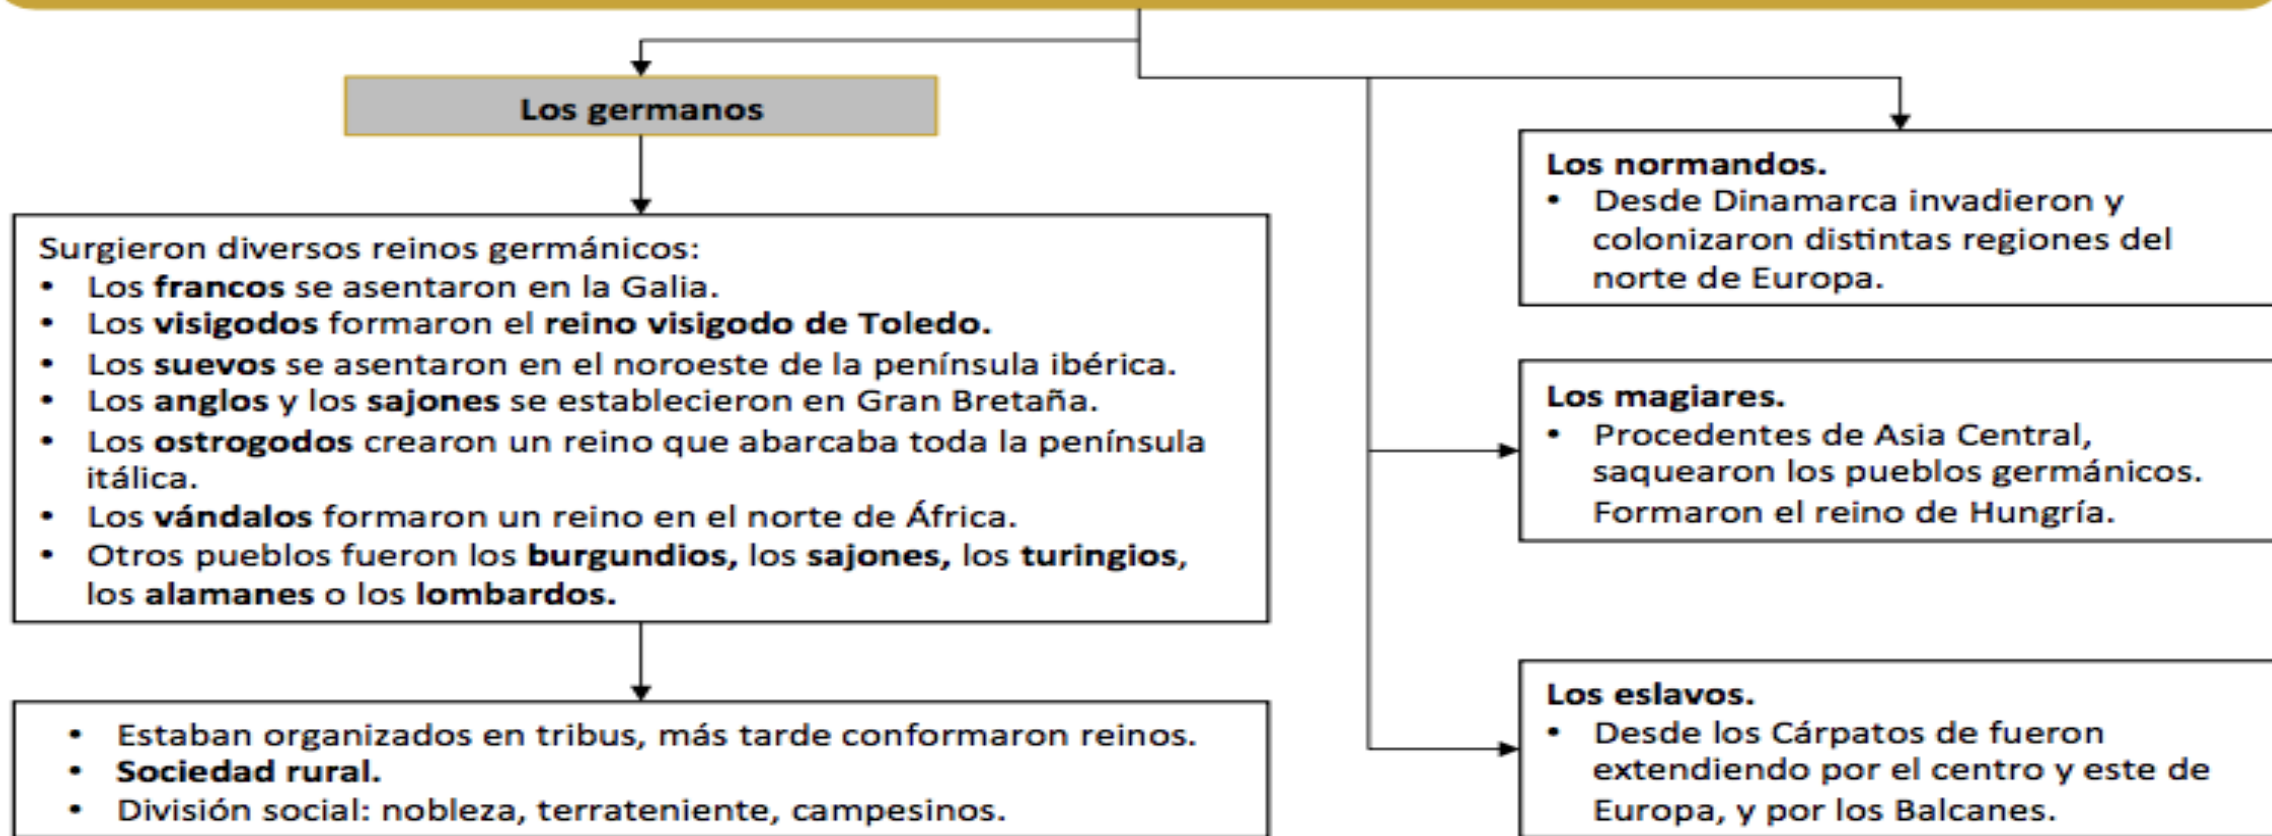 Los germanos
Surgieron diversos reinos germánicos:
• Los francos se asentaron en la Galia.
• Los visigodos formaron el reino visigodo de Toledo.
• Los suevos se asentaron en el noroeste de la península ibérica.
• Los anglos y los sajones se establecieron en Gran Bretaña.
• Los ostrogodos crearon un reino que abarcaba toda la península
itálica.
• Los vándalos formaron un reino en el norte de África.
• Otros pueblos fueron los burgundios, los sajones, los turingios,
los alamanes o los lombardos.
• Estaban organizados en tribus, más tarde conformaron reinos.
• Sociedad rural.
• División social: nobleza, terrateniente, campesinos.
Los normandos.
• Desde Dinamarca invadieron y
colonizaron distintas regiones del
norte de Europa.
Los magiares.
• Procedentes de Asia Central,
saquearon los pueblos germánicos.
Formaron el reino de Hungría.
Los eslavos.
• Desde los Cárpatos de fueron
extendiendo por el centro y este de
Europa, y por los Balcanes.